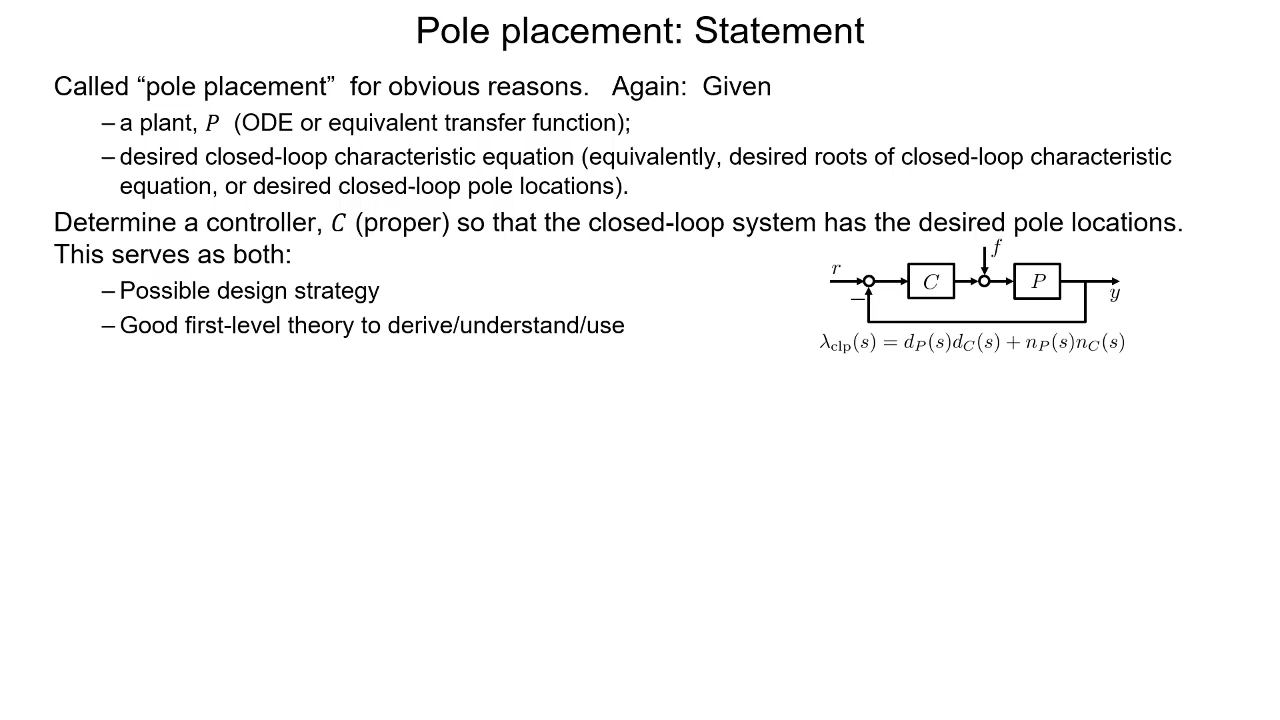 Pole placement: Statement
Called “pole placement” for obvious reasons. Again: Given
– a plant, P (ODE or equivalent transfer function);
– desired closed-loop characteristic equation (equivalently, desired roots of closed-loop characteristic
equation, or desired closed-loop pole locations).
Determine a controller, C (proper) so that the closed-loop system has the desired pole locations.
This serves as both:
– Possible design strategy
– Good first-level theory to derive/understand/use
f
r
C
P
y
−
λclp(s) = dP(s)dC(s) + nP(s)nC(s)